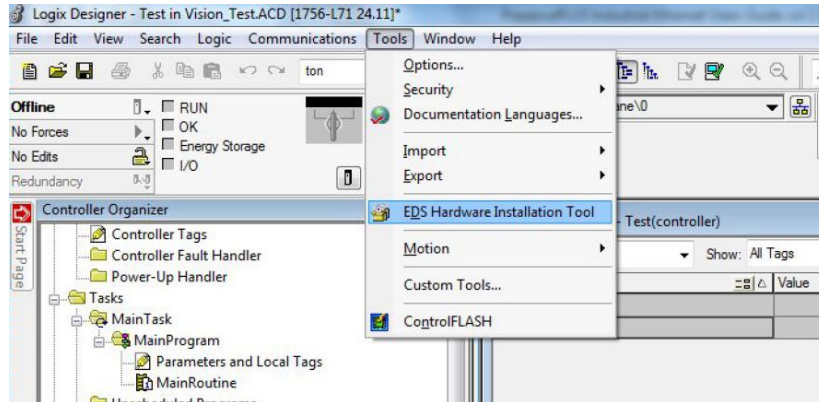 Logix Designer - Test in Vision_Test.ACD [1756-L71 24.11]*
File Edit View Search Logic Communications Tools Window Help
ton
Offline
RUN
No Forces
OK
No Edits
Energy Storage
I/O
Redundancy
Options...
Security
Documentation Languages...
Import
Export
EDS Hardware Installation Tool
Motion
Custom Tools...
ControlFLASH
ane\0
- Test(controller)
Show: All Tags
Value
Start Page
Controller Organizer
Controller Tags
Controller Fault Handler
Power-Up Handler
Tasks
MainTask
MainProgram
Parameters and Local Tags
MainRoutine